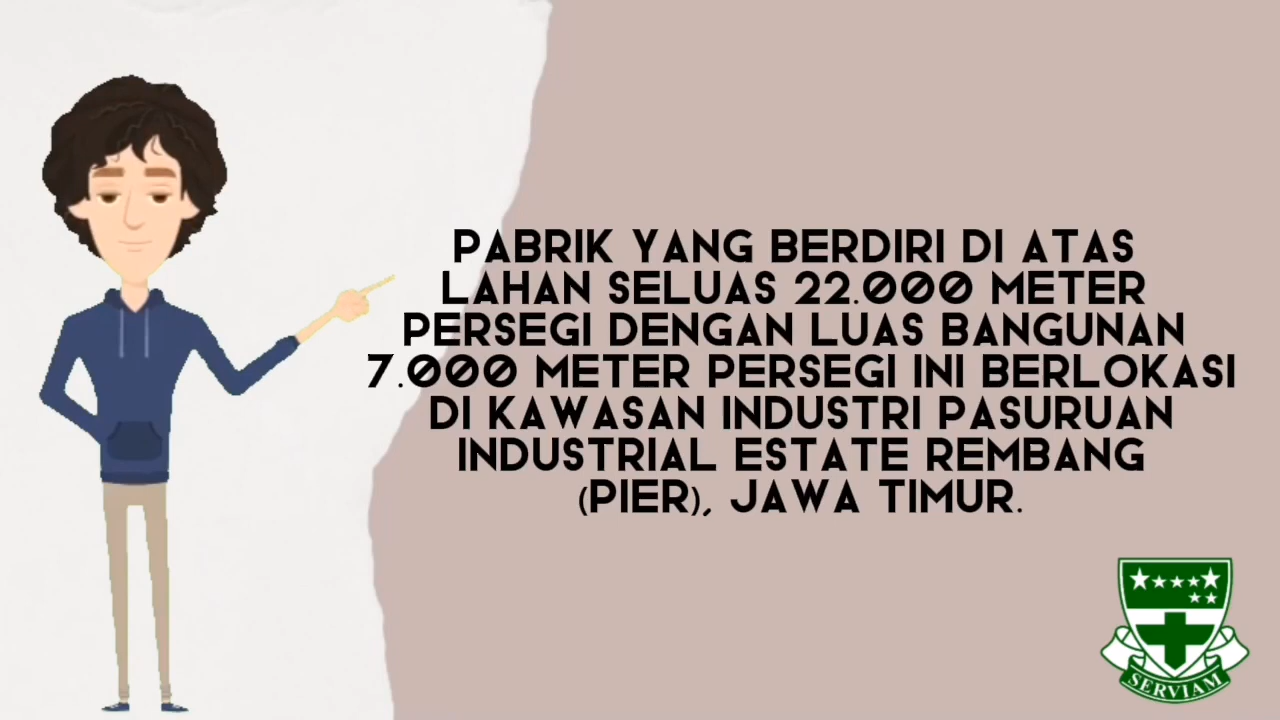 PABRIK YANG BERDIRI DI ATAS
LAHAN SELUAS 22.000 METER
PERSEGI DENGAN LUAS BANGUNAN
7.000 METER PERSEGI INI BERLOKASI
DI KAWASAN INDUSTRI PASURUAN
INDUSTRIAL ESTATE REMBANG
(PIER), JAWA TIMUR.
SERVIAM